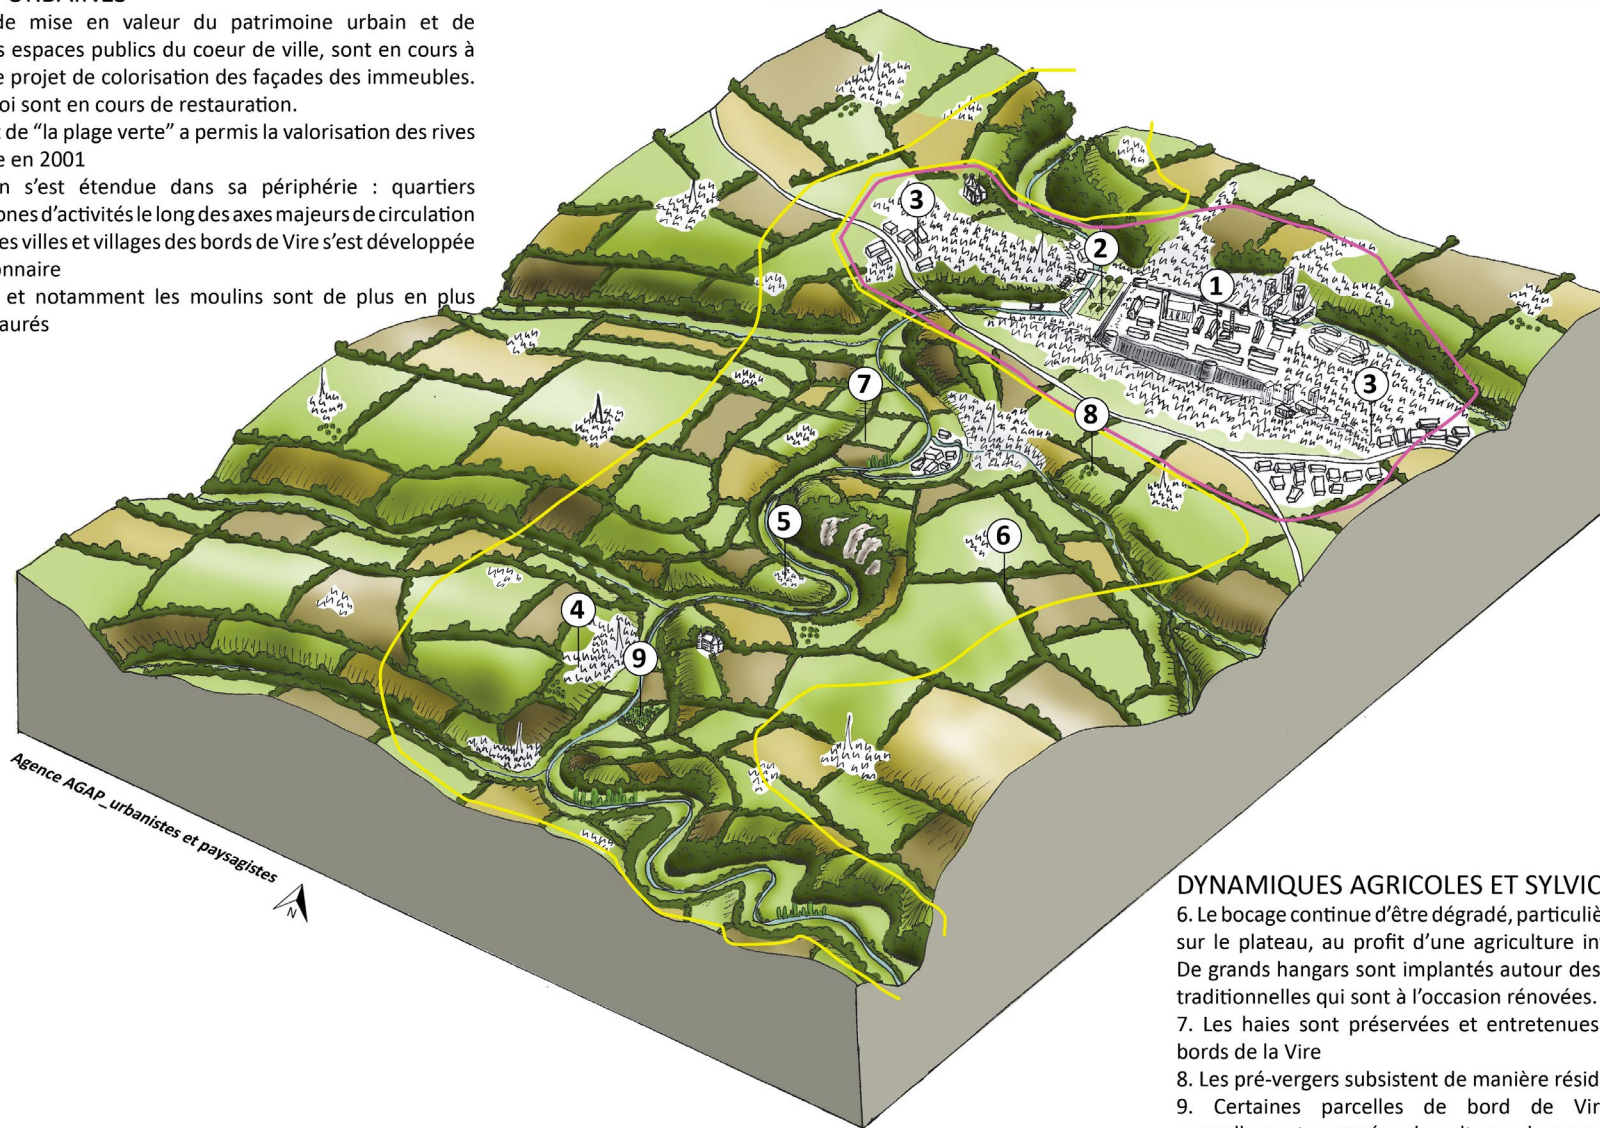 URBAINES
de mise en valeur du patrimoine urbain et de
s espaces publics du coeur de ville, sont en cours à
e projet de colorisation des façades des immeubles.
oi sont en cours de restauration.
t de “la plage verte” a permis la valorisation des rives
e en 2001
n s’est étendue dans sa périphérie : quartiers
ones d’activités le long des axes majeurs de circulation
es villes et villages des bords de Vire s’est développée
onnaire
et notamment les moulins sont de plus en plus
aurés
3
2
1
3
7
8
5
6
4
9
Agence AGAP_urbanistes et paysagistes
N
DYNAMIQUES AGRICOLES ET SYLVIC
6. Le bocage continue d’être dégradé, particuliè
sur le plateau, au profit d’une agriculture in
De grands hangars sont implantés autour des
traditionnelles qui sont à l’occasion rénovées.
7. Les haies sont préservées et entretenues
bords de la Vire
8. Les pré-vergers subsistent de manière résid
9. Certaines parcelles de bord de Vir